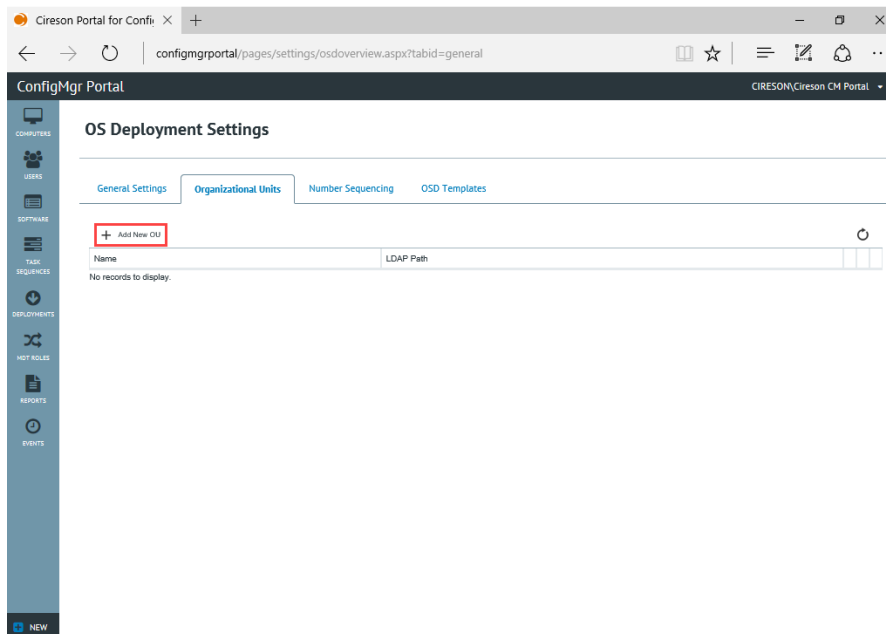 Cireson Portal for Config
configmgrportal/pages/settings/osdoverview.aspx?tabid=general
ConfigMgr Portal
CIRESON\Cireson CM Portal
COMPUTERS
USERS
SOFTWARE
TASK
SEQUENCES
DEPLOYMENTS
MDT ROLES
REPORTS
EVENTS
NEW
OS Deployment Settings
General Settings
Organizational Units
Number Sequencing
OSD Templates
Add New OU
Name
LDAP Path
No records to display.